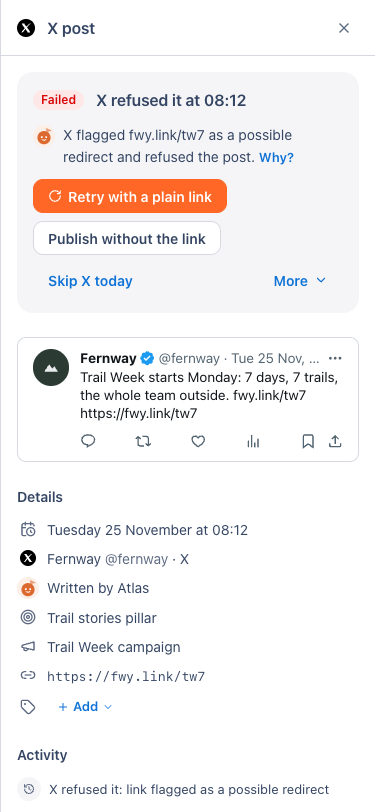 X post
Failed X refused it at 08:12
X flagged fwy.link/tw7 as a possible
redirect and refused the post. Why?
Retry with a plain link
Publish without the link
Skip X today More
Fernway @fernway · Tue 25 Nov, ...
Trail Week starts Monday: 7 days, 7 trails,
the whole team outside. fwy.link/tw7
https://fwy.link/tw7
Details
Tuesday 25 November at 08:12
Fernway @fernway · X
Written by Atlas
Trail stories pillar
Trail Week campaign
https://fwy.link/tw7
+ Add
Activity
X refused it: link flagged as a possible redirect